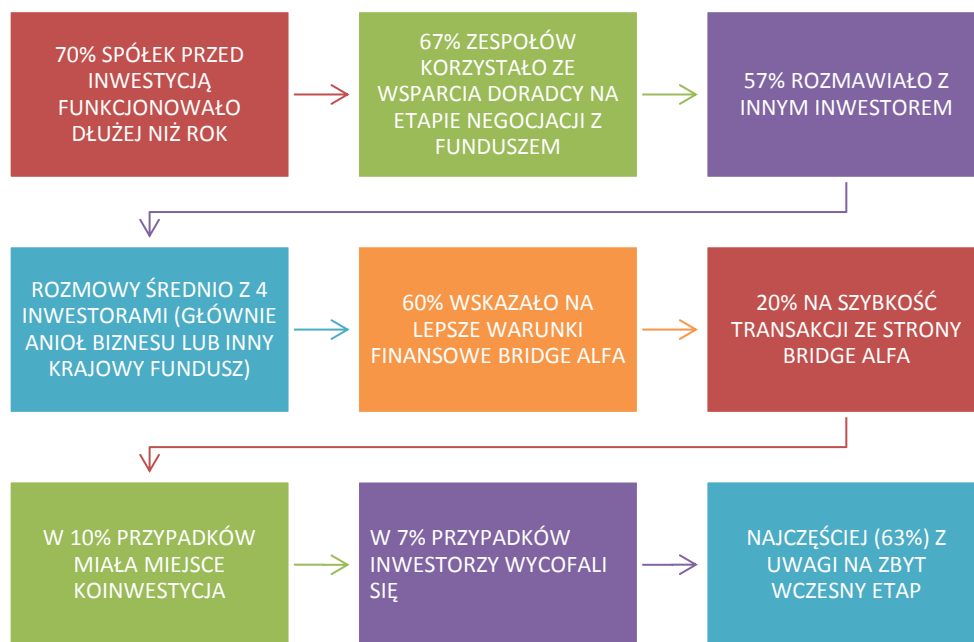 70% SPÓŁEK PRZED
INWESTYCJĄ
FUNKCJONOWAŁO
DŁUŻEJ NIŻ ROK
67% ZESPOŁÓW
KORZYSTAŁO ZE
WSPARCIA DORADCY NA
ETAPIE NEGOCJACJI Z
FUNDUSZEM
57% ROZMAWIAŁO Z
INNYM INWESTOREM
ROZMOWY ŚREDNIO Z 4
INWESTORAMI (GŁÓWNIE
ANIOŁ BIZNESU LUB INNY
KRAJOWY FUNDUSZ)
60% WSKAZAŁO NA
LEPSZE WARUNKI
FINANSOWE BRIDGE ALFA
20% NA SZYBKOŚĆ
TRANSAKCJI ZE STRONY
BRIDGE ALFA
W 10% PRZYPADKÓW
MIAŁA MIEJSCE
KOINWESTYCJA
W 7% PRZYPADKÓW
INWESTORZY WYCOFALI
SIĘ
NAJCZĘŚCIEJ (63%) Z
UWAGI NA ZBYT
WCZESNY ETAP